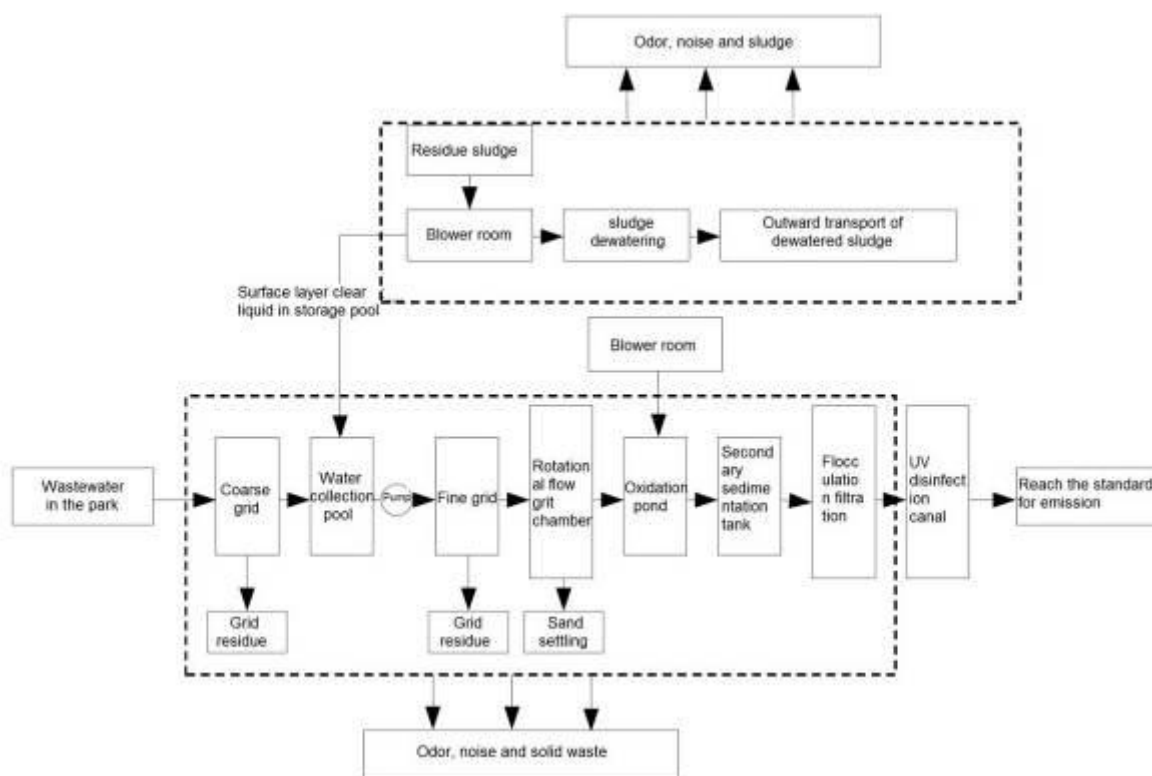 Odor, noise and sludge
Residue sludge
Blower room
sludge
dewatering
Outward transport of
dewatered sludge
Surface layer clear
liquid in storage pool
Blower room
Wastewater
in the park
Coarse
grid
Water
collection
pool
Pump
Fine grid
Rotation
al flow
grit
chamber
Oxidation
pond
Second
ary
sedime
ntation
tank
Flocc
ulatio
n filtra
tion
UV
disinfect
ion
canal
Reach the standard
for emission
Grid
residue
Grid
residue
Sand
settling
Odor, noise and solid waste